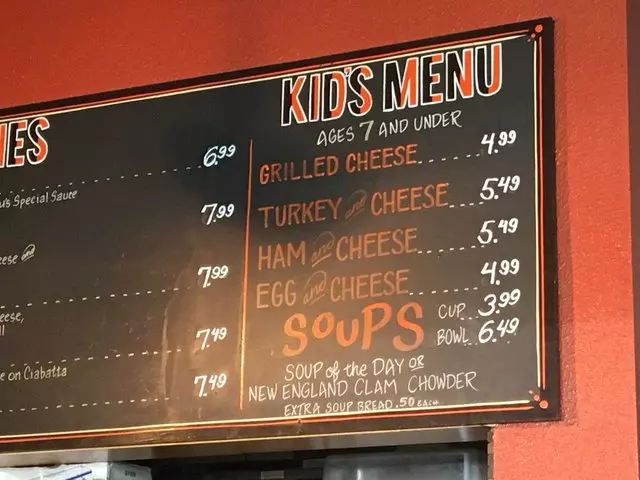 IES
6.99
u's Special Sauce
7.99
eese and
7.99
eese,
ll
7.49
e on Ciabatta
7.49
KID'S MENU
AGES 7 AND UNDER
GRILLED CHEESE...... 4.99
TURKEY and CHEESE.... 5.49
HAM and CHEESE....... 5.49
EGG and CHEESE........ 4.99
SOUPS
CUP..3.99
BOWL..6.49
SOUP of the DAY OR
NEW ENGLAND CLAM CHOWDER
EXTRA SOUP BREAD .50 EACH